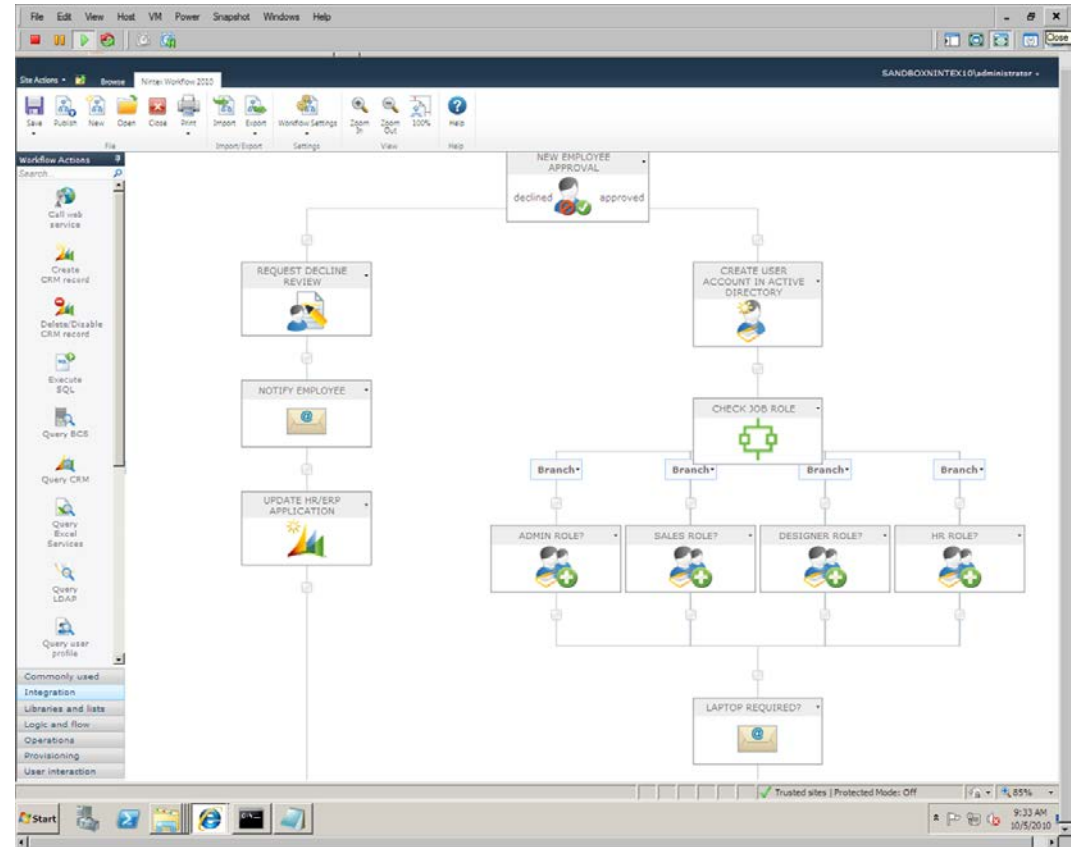 File Edit View Host VM Power Snapshot Windows Help
Close
SANDBOXNINTEX10\administrator
Site Actions Browse Nintex Workflow 2010
Save Publish New Open Close Print Import Export Workflow Settings Zoom In Zoom Out 100% Help
File Import/Export Settings View Help
Workflow Actions
Search...
Call web service
Create CRM record
Delete/Disable CRM record
Execute SQL
Query BCS
Query CRM
Query Excel Services
Query LDAP
Query user profile
Commonly used
Integration
Libraries and lists
Logic and flow
Operations
Provisioning
User interaction
NEW EMPLOYEE
APPROVAL
declined approved
REQUEST DECLINE
REVIEW
NOTIFY EMPLOYEE
UPDATE HR/ERP
APPLICATION
CREATE USER
ACCOUNT IN ACTIVE
DIRECTORY
CHECK JOB ROLE
Branch Branch Branch Branch
ADMIN ROLE? SALES ROLE? DESIGNER ROLE? HR ROLE?
LAPTOP REQUIRED?
Trusted sites | Protected Mode: Off 85%
Start
9:33 AM
10/5/2010